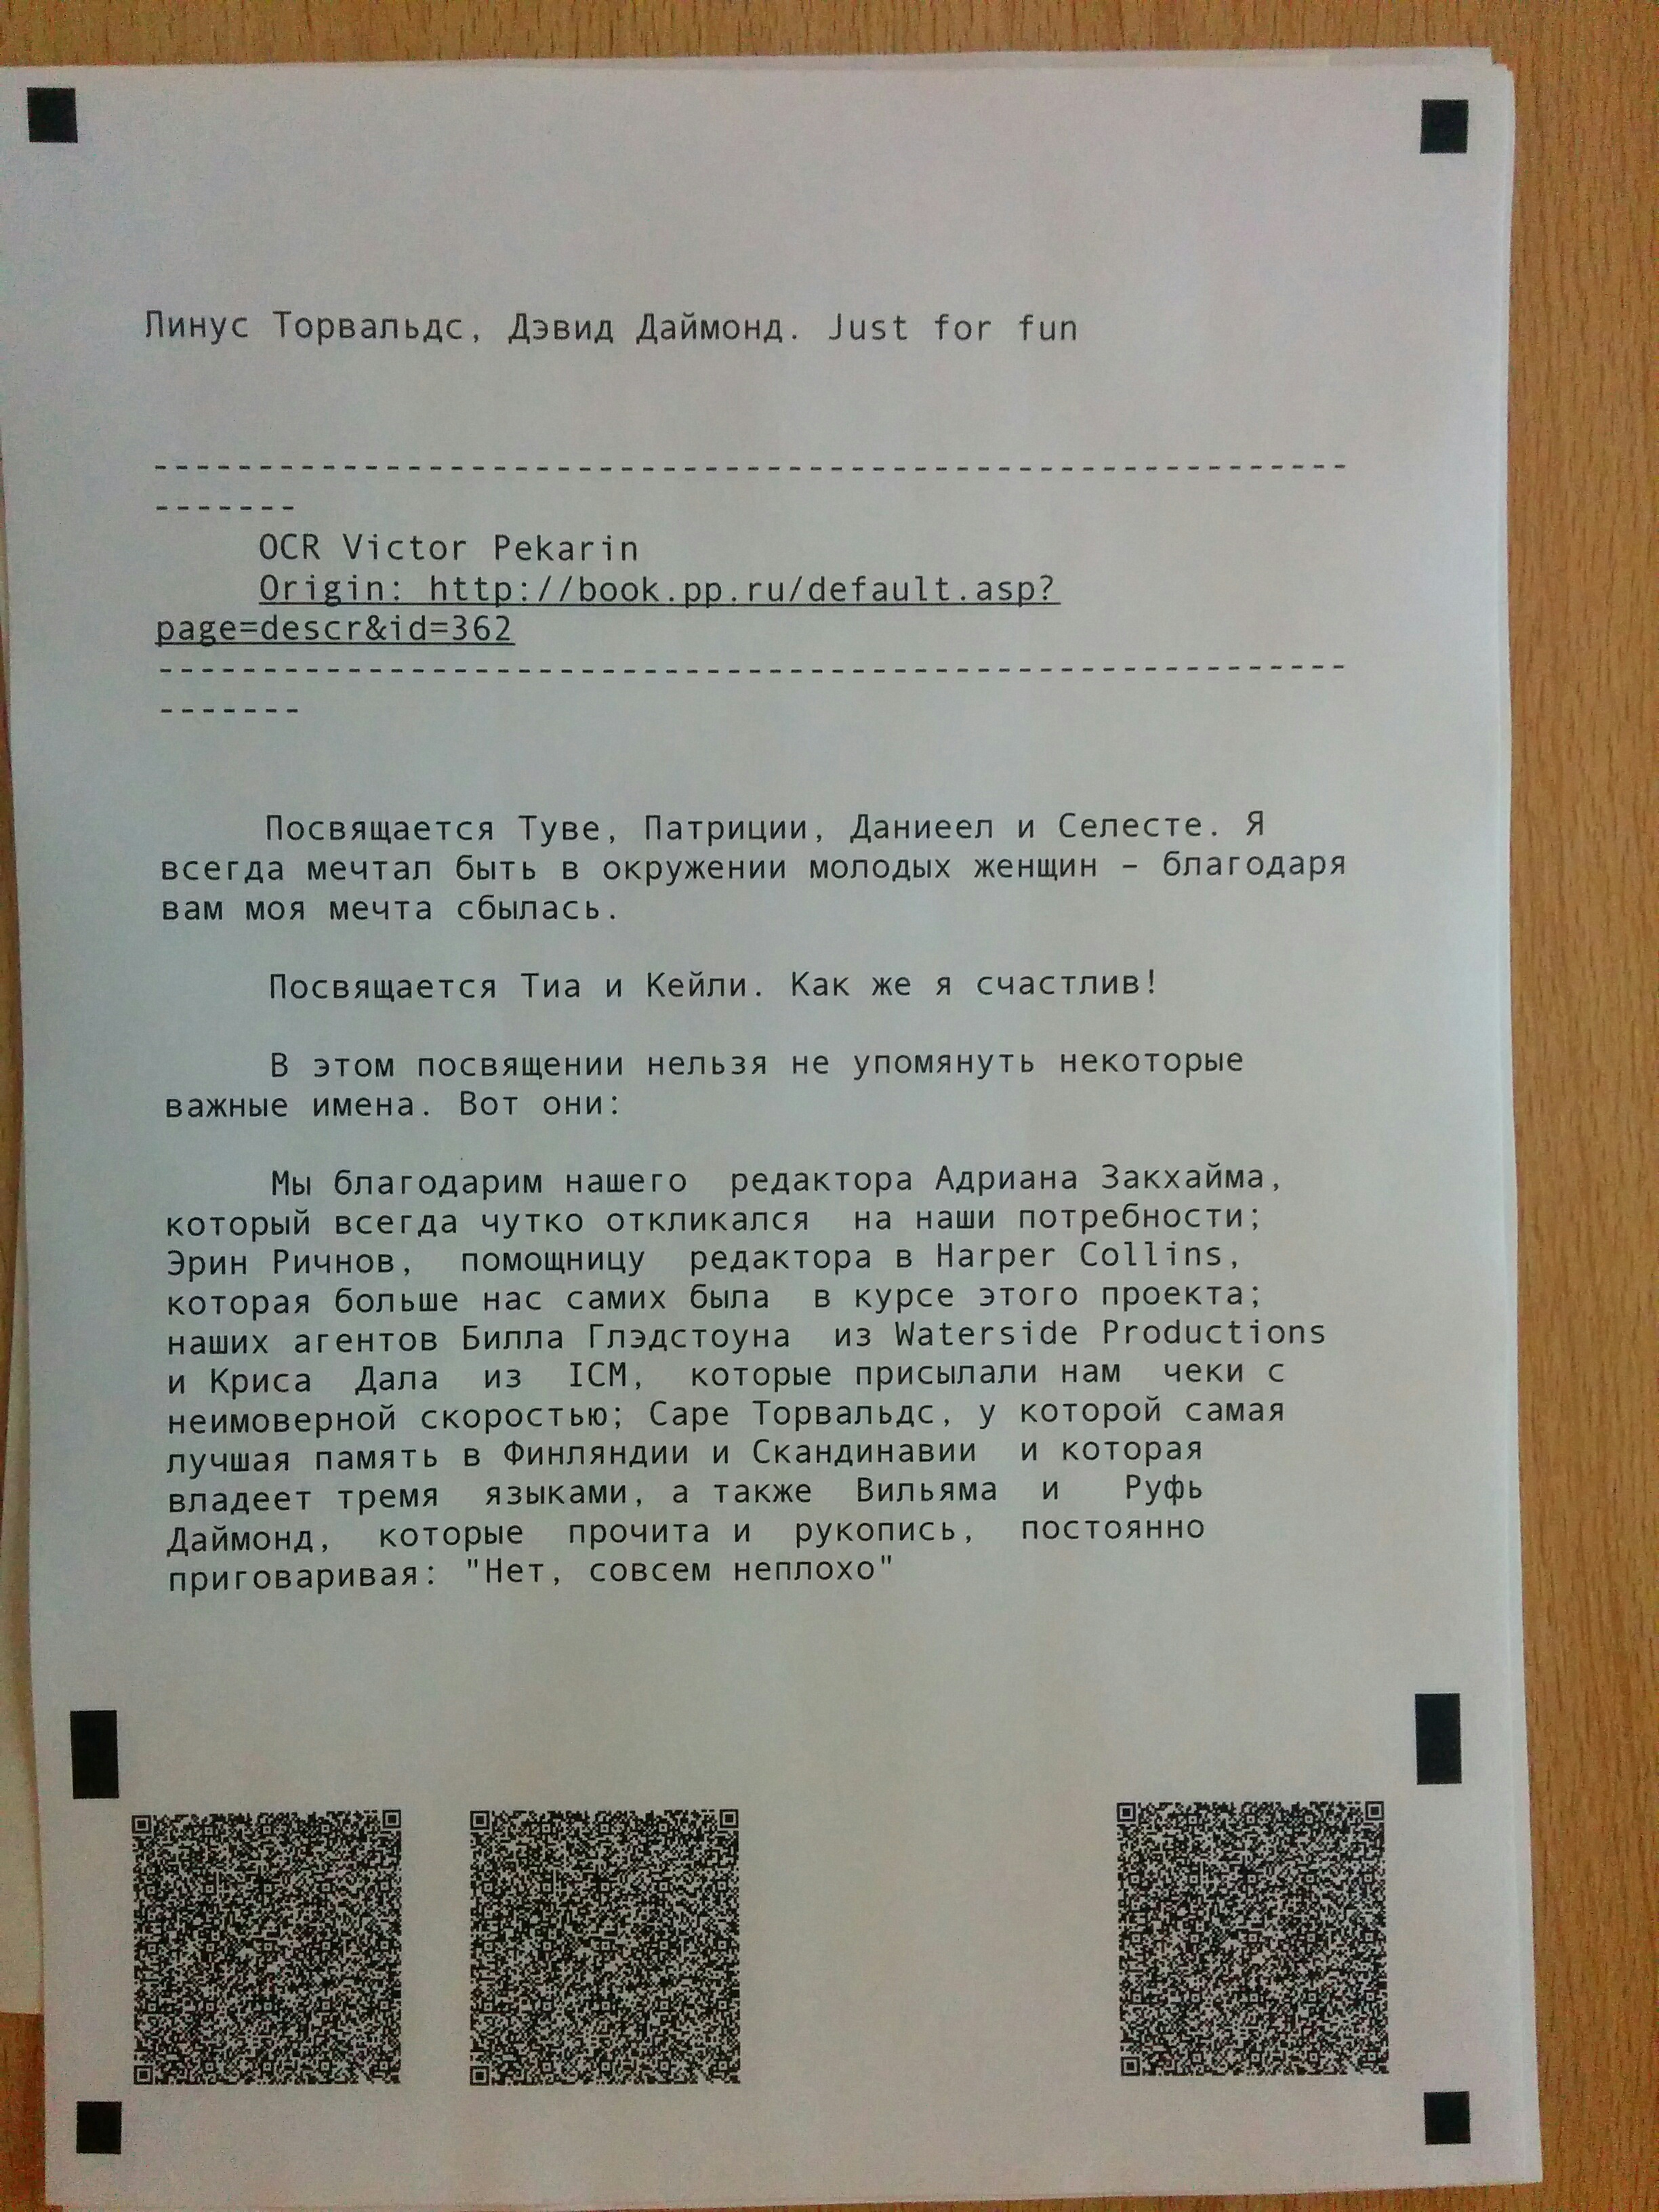 Линус Торвальдс, Дэвид Даймонд. Just for fun
---------------------------------------------------------
-------
OCR Victor Pekarin
Origin: http://book.pp.ru/default.asp?
page=descr&id=362
---------------------------------------------------------
-------
Посвящается Туве, Патриции, Даниеел и Селесте. Я
всегда мечтал быть в окружении молодых женщин – благодаря
вам моя мечта сбылась.
Посвящается Тиа и Кейли. Как же я счастлив!
В этом посвящении нельзя не упомянуть некоторые
важные имена. Вот они:
Мы благодарим нашего  редактора Адриана Закхайма,
который всегда чутко откликался  на наши потребности;
Эрин Ричнов,  помощницу  редактора в Harper Collins,
которая больше нас самих была  в курсе этого проекта;
наших агентов Билла Глэдстоуна  из Waterside Productions
и Криса  Дала  из  ICM,  которые присылали нам  чеки с
неимоверной скоростью; Саре Торвальдс, у которой самая
лучшая память в Финляндии и Скандинавии  и которая
владеет тремя  языками, а также  Вильяма  и   Руфь
Даймонд,  которые  прочита и  рукопись,  постоянно
приговаривая: "Нет, совсем неплохо"